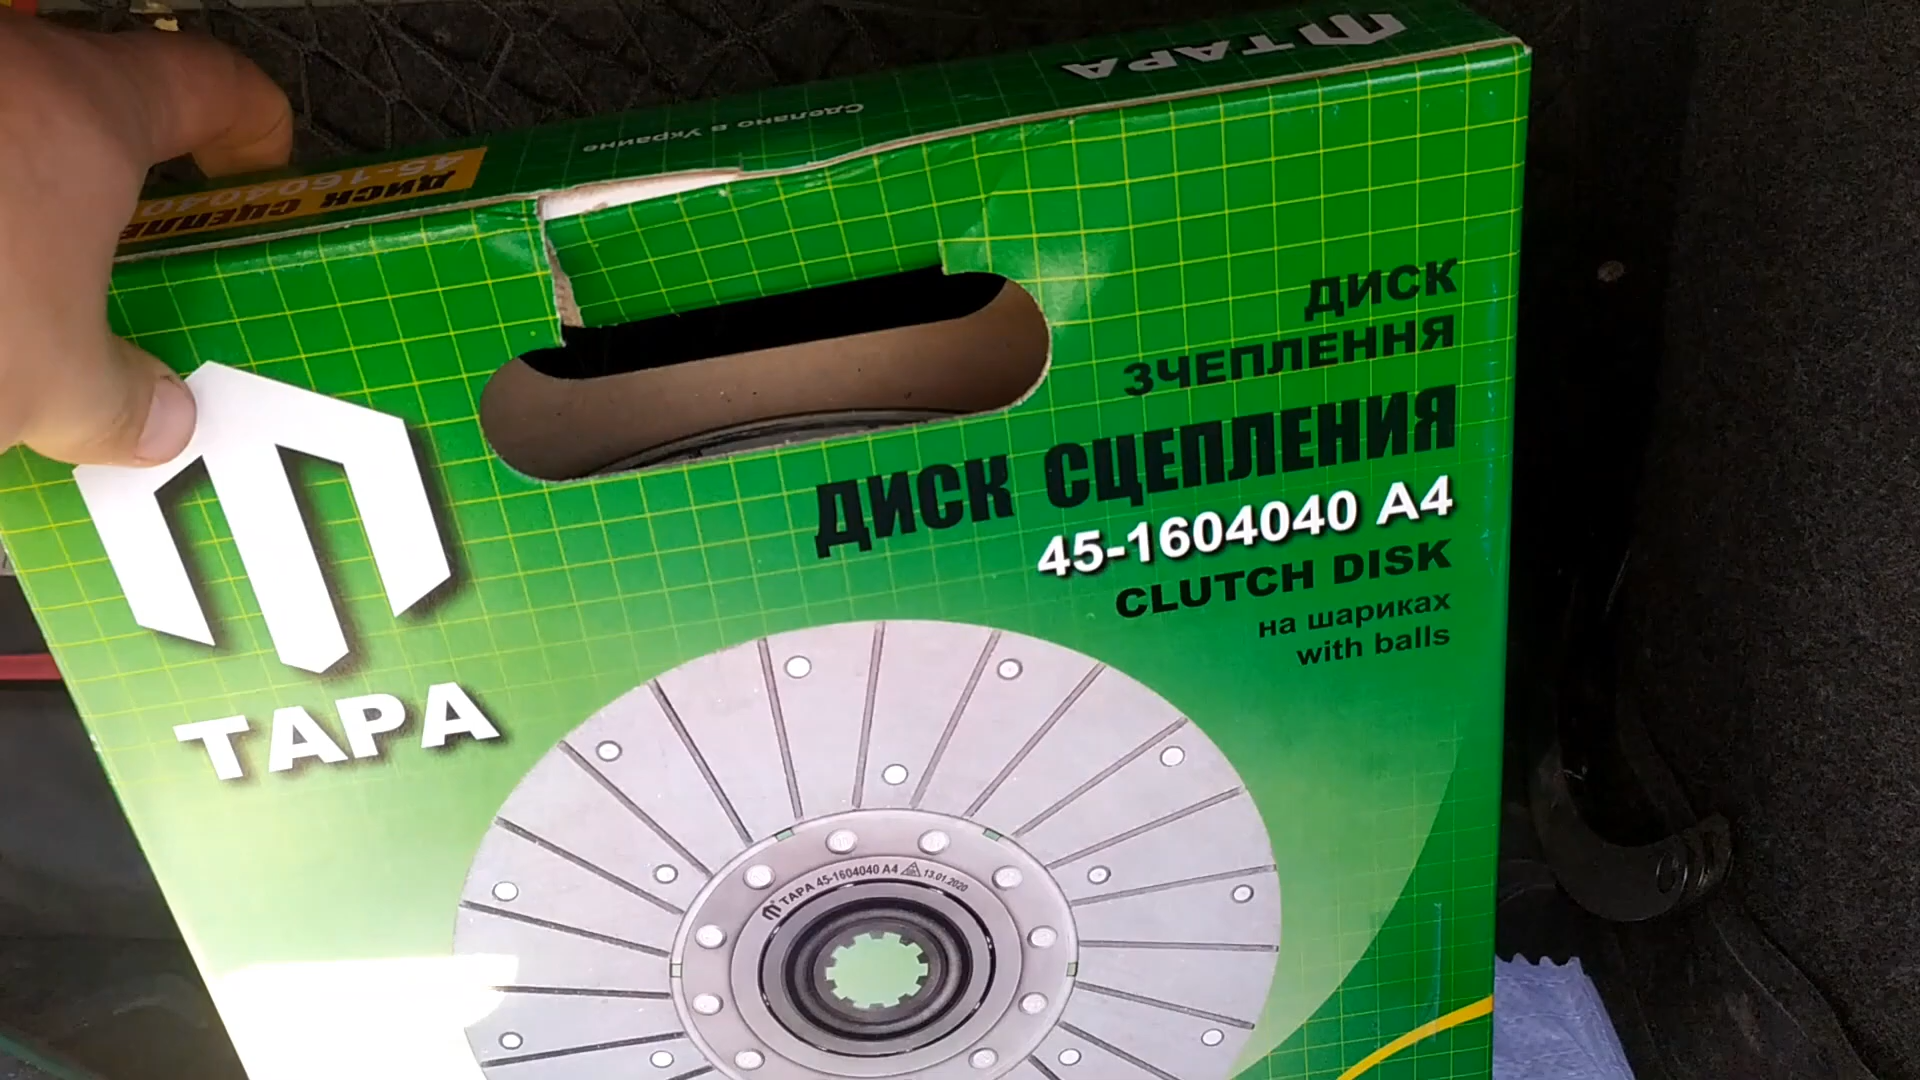 ТАРА
Сделано в Украине
45-16040
ДИСК СЦЕПЛЕ
ДИСК
ЗЧЕПЛЕННЯ
ДИСК СЦЕПЛЕНИЯ
45-1604040 А4
CLUTCH DISK
на шариках
with balls
ТАРА
ТАРА 45-1604040 А4 13.01.2020